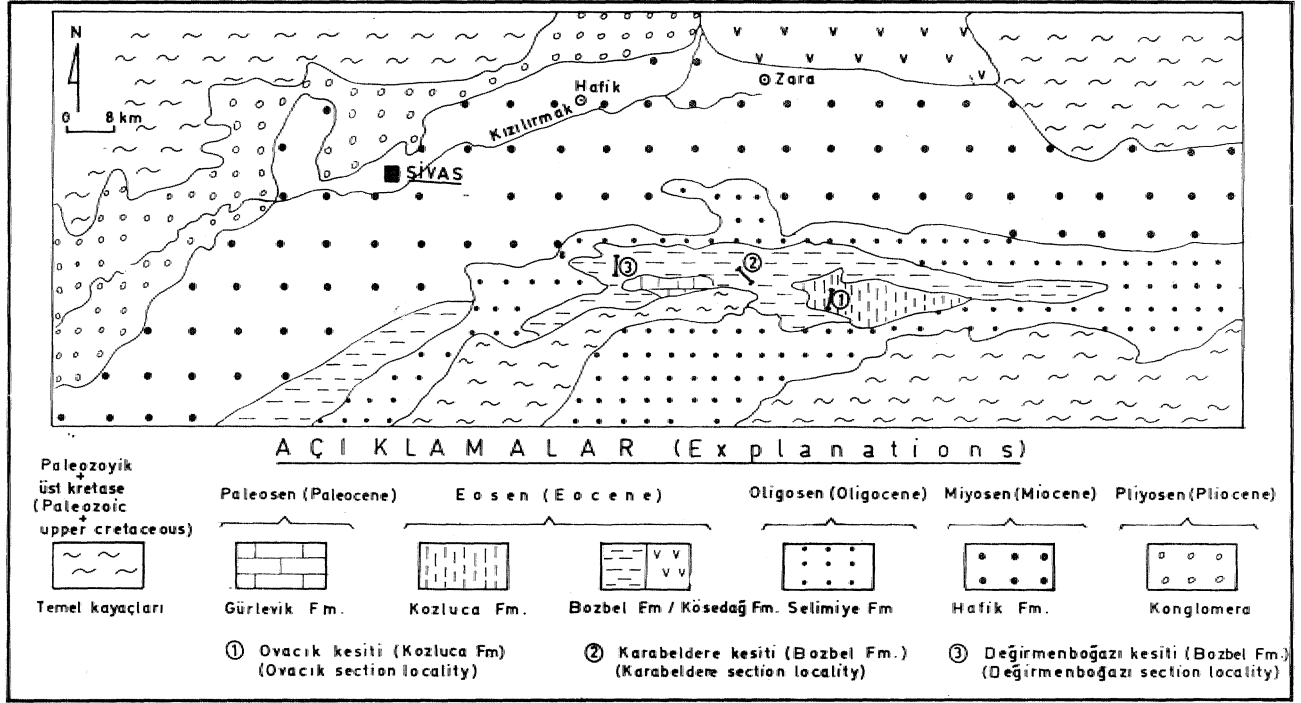 N
0 8 km
Hafik
Zara
Kızılırmak
SİVAS
③
②
①
AÇIKLAMALAR (Explanations)
Paleozoyik
+
üst kretase
(Paleozoic
+
upper cretaceous)
Paleosen (Paleocene)
Eosen (Eocene)
Oligosen (Oligocene)
Miyosen (Miocene)
Pliyosen (Pliocene)
Temel kayaçları
Gürlevik Fm.
Kozluca Fm.
Bozbel Fm / Kösedağ Fm.
Selimiye Fm
Hafik Fm.
Konglomera
① Ovacık kesiti (Kozluca Fm)
(Ovacık section locality)
② Karabeldere kesiti (Bozbel Fm.)
(Karabeldere section locality)
③ Değirmenboğazı kesiti (Bozbel Fm.)
(Değirmenboğazı section locality)